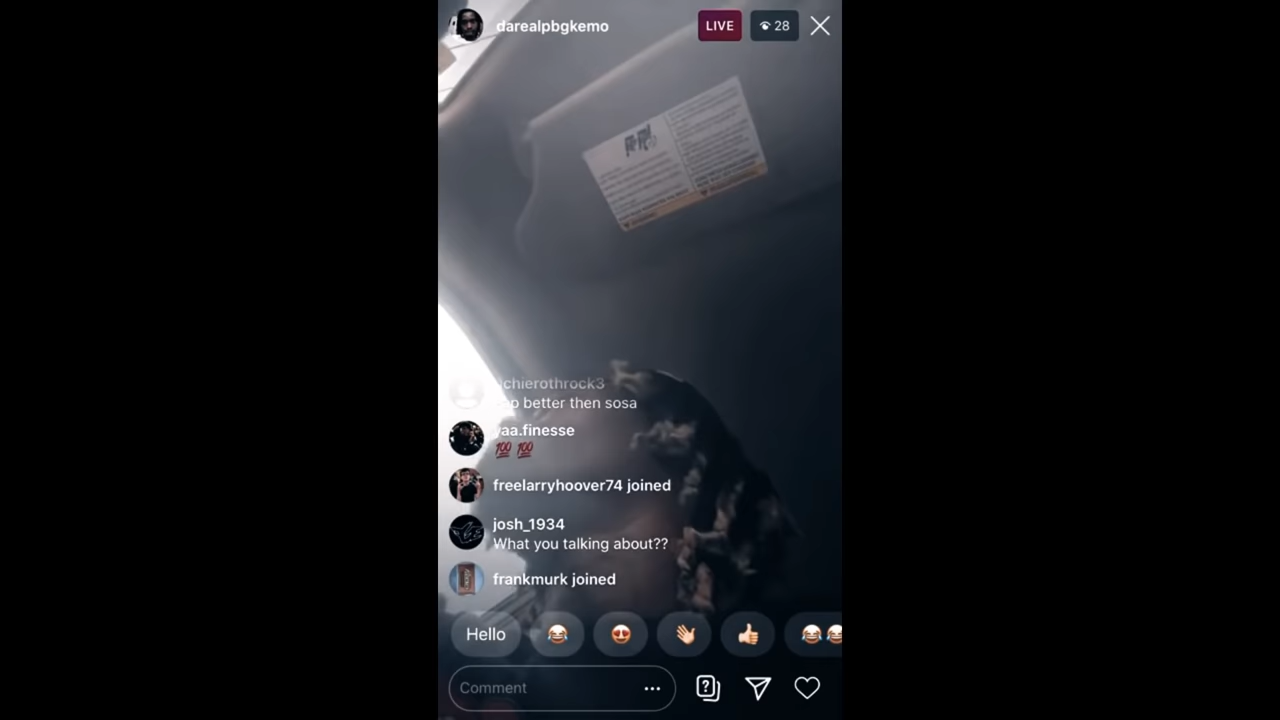 darealpbgkemo
LIVE
28
chierothrock3
better then sosa
yaa.finesse
💯 💯
freelarryhoover74 joined
josh_1934
What you talking about??
frankmurk joined
Hello
Comment